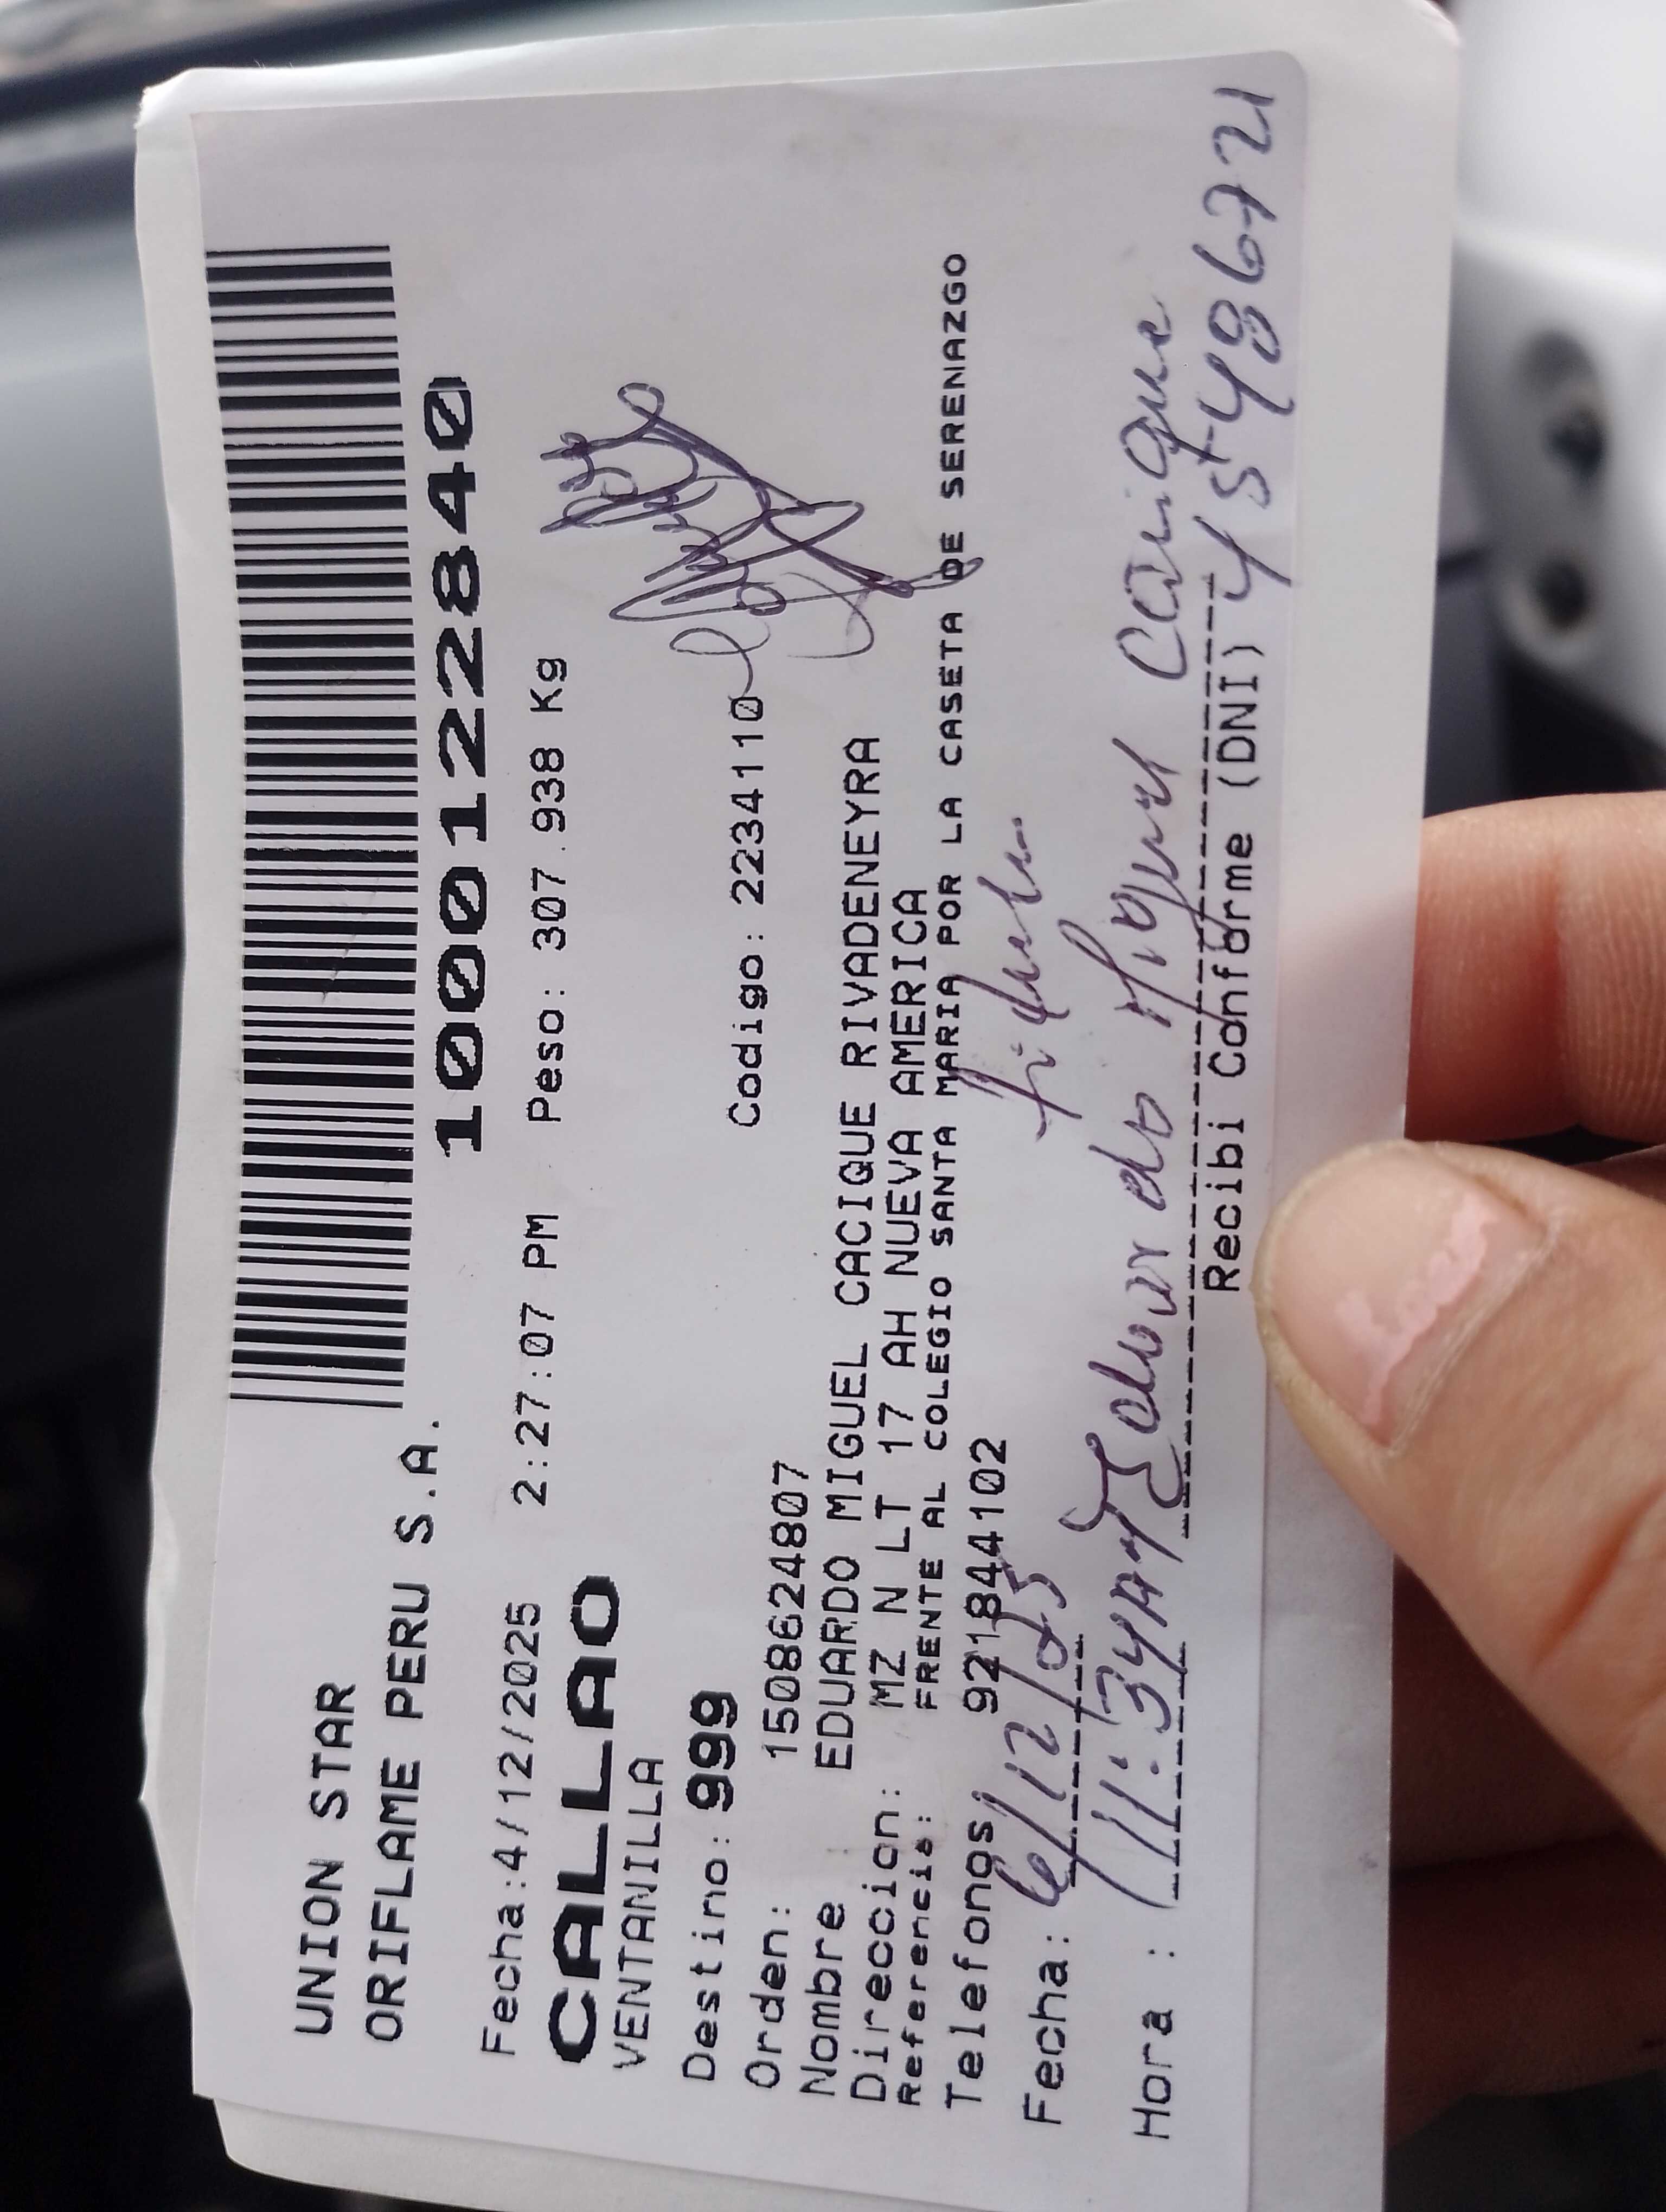 UNION STAR
ORIFLAME PERU S.A.
1000122840
Fecha:4/12/2025 2:27:07 PM Peso: 307.938 Kg
CALLAO
VENTANILLA
Destino: 999
Codigo: 2234110
Orden: 1508624807
Nombre EDUARDO MIGUEL CACIQUE RIVADENEYRA
Direccion: MZ N LT 17 AH NUEVA AMERICA
Referencia: FRENTE AL COLEGIO SANTA MARIA POR LA CASETA DE SERENAZGO
Telefonos 921844102
Fecha: 6/12/25
Hora : 11:34AM Eduardo Miguel Cacique
Recibi Conforme (DNI) 45486721